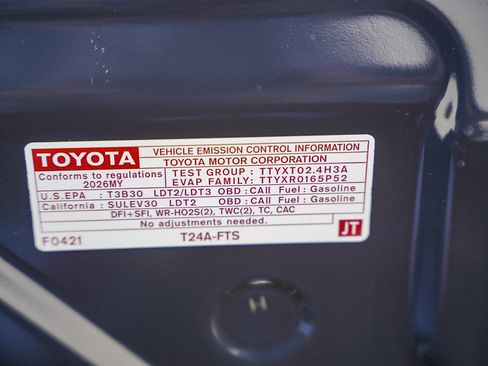 TOYOTA
VEHICLE EMISSION CONTROL INFORMATION
TOYOTA MOTOR CORPORATION
Conforms to regulations
2026MY
TEST GROUP : TTYXT02.4H3A
EVAP FAMILY: TTYXR0165P52
U.S.EPA : T3B30 LDT2/LDT3 OBD : CAII Fuel : Gasoline
California : SULEV30 LDT2 OBD : CAII Fuel : Gasoline
DFI+SFI, WR-HO2S(2), TWC(2), TC, CAC
No adjustments needed.
F0421
T24A-FTS
JT
H